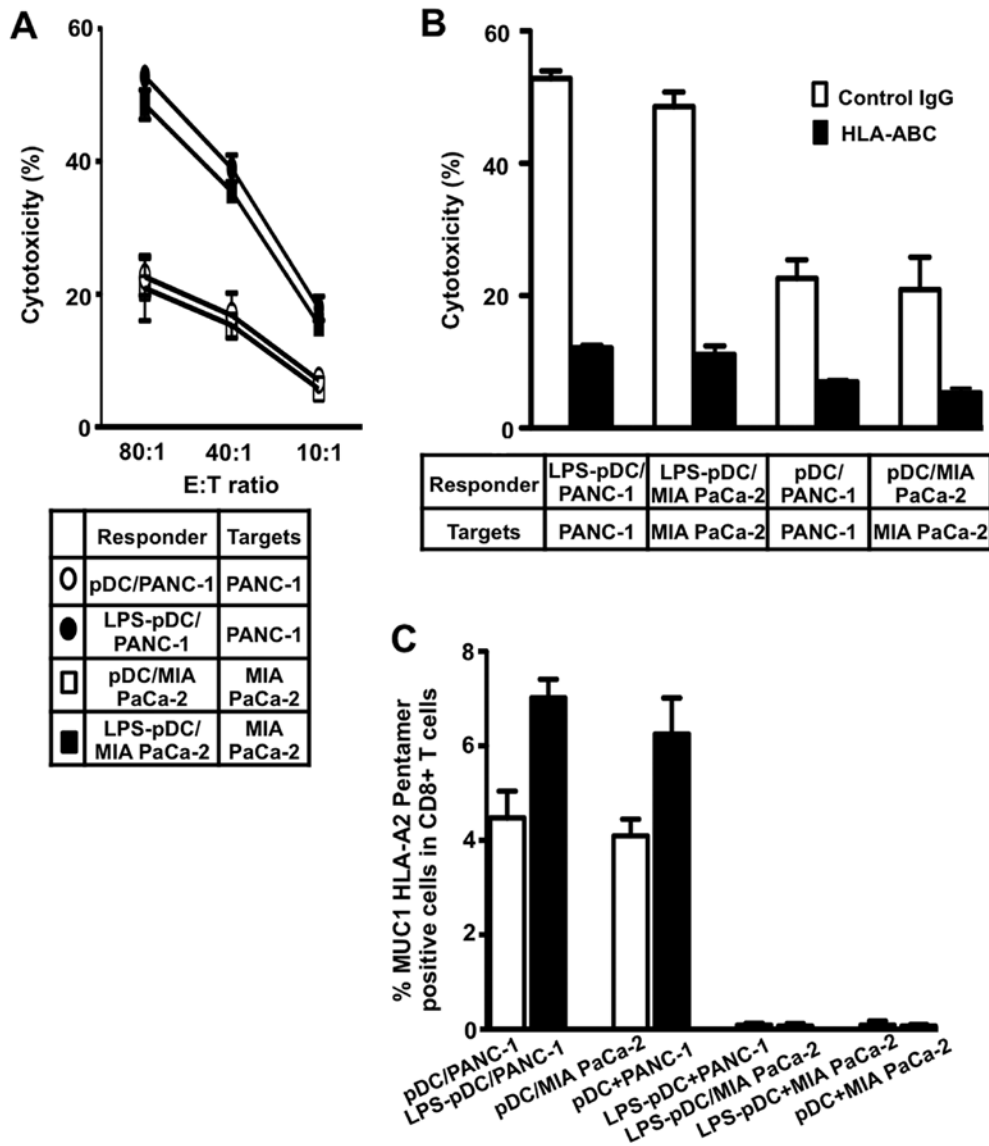 A
60
40
20
0
Cytotoxicity (%)
80:1 40:1 10:1
E:T ratio
Responder Targets
pDC/PANC-1 PANC-1
LPS-pDC/
PANC-1
PANC-1
pDC/MIA
PaCa-2
MIA
PaCa-2
LPS-pDC/
MIA PaCa-2
MIA
PaCa-2
B
60
40
20
0
Cytotoxicity (%)
Control IgG
HLA-ABC
Responder
LPS-pDC/
PANC-1
LPS-pDC/
MIA PaCa-2
pDC/
PANC-1
pDC/MIA
PaCa-2
Targets PANC-1 MIA PaCa-2 PANC-1 MIA PaCa-2
C
8
6
4
2
0
% MUC1 HLA-A2 Pentamer
positive cells in CD8+ T cells
pDC/PANC-1
LPS-pDC/PANC-1
pDC/MIA PaCa-2
pDC+PANC-1
LPS-pDC+PANC-1
LPS-pDC/MIA PaCa-2
LPS-pDC+MIA PaCa-2
pDC+MIA PaCa-2